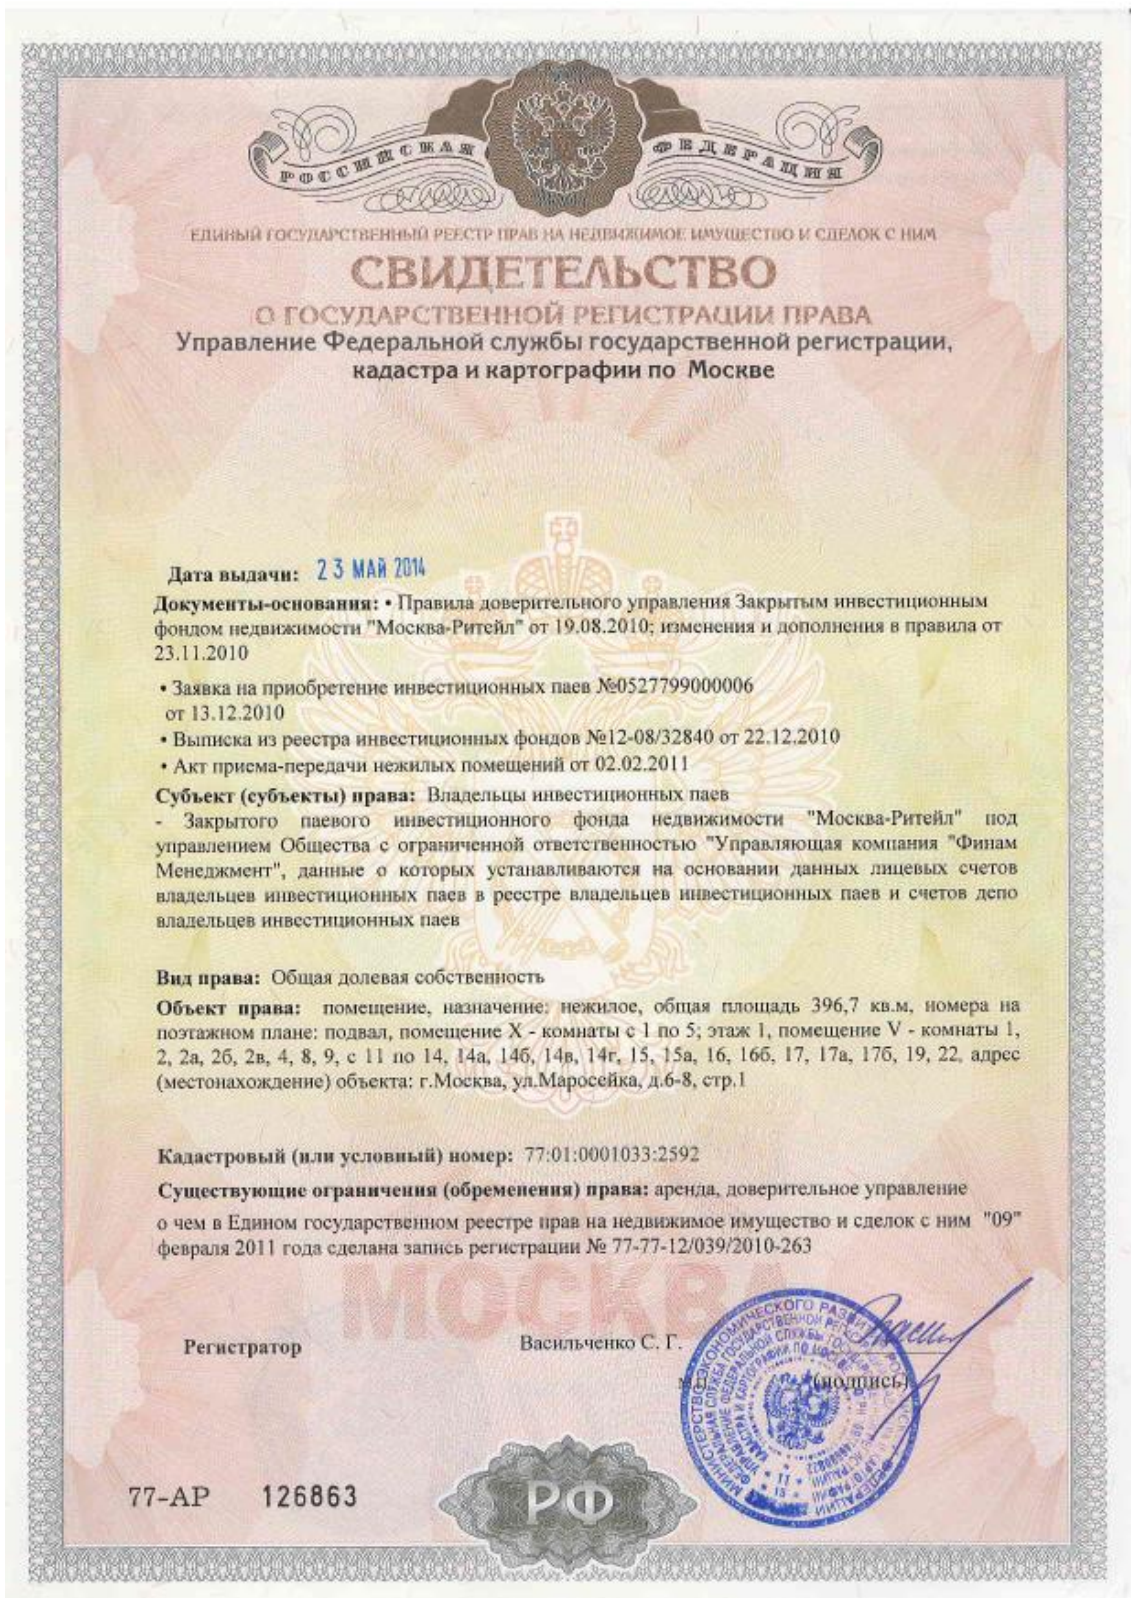 РОССИЙСКАЯ ФЕДЕРАЦИЯ
ЕДИНЫЙ ГОСУДАРСТВЕННЫЙ РЕЕСТР ПРАВ НА НЕДВИЖИМОЕ ИМУЩЕСТВО И СДЕЛОК С НИМ
СВИДЕТЕЛЬСТВО
О ГОСУДАРСТВЕННОЙ РЕГИСТРАЦИИ ПРАВА
Управление Федеральной службы государственной регистрации,
кадастра и картографии по Москве
Дата выдачи: 23 МАЙ 2014
Документы-основания: • Правила доверительного управления Закрытым инвестиционным
фондом недвижимости "Москва-Ритейл" от 19.08.2010; изменения и дополнения в правила от
23.11.2010
• Заявка на приобретение инвестиционных паев №0527799000006
от 13.12.2010
• Выписка из реестра инвестиционных фондов №12-08/32840 от 22.12.2010
• Акт приема-передачи нежилых помещений от 02.02.2011
Субъект (субъекты) права: Владельцы инвестиционных паев
- Закрытого паевого инвестиционного фонда недвижимости "Москва-Ритейл" под
управлением Общества с ограниченной ответственностью "Управляющая компания "Финам
Менеджмент", данные о которых устанавливаются на основании данных лицевых счетов
владельцев инвестиционных паев в реестре владельцев инвестиционных паев и счетов депо
владельцев инвестиционных паев
Вид права: Общая долевая собственность
Объект права: помещение, назначение: нежилое, общая площадь 396,7 кв.м, номера на
поэтажном плане: подвал, помещение X - комнаты с 1 по 5; этаж 1, помещение V - комнаты 1,
2, 2а, 2б, 2в, 4, 8, 9, с 11 по 14, 14а, 14б, 14в, 14г, 15, 15а, 16, 16б, 17, 17а, 17б, 19, 22, адрес
(местонахождение) объекта: г.Москва, ул.Маросейка, д.6-8, стр.1
Кадастровый (или условный) номер: 77:01:0001033:2592
Существующие ограничения (обременения) права: аренда, доверительное управление
о чем в Едином государственном реестре прав на недвижимое имущество и сделок с ним "09"
февраля 2011 года сделана запись регистрации № 77-77-12/039/2010-263
МОСКВА
Регистратор Васильченко С. Г.
м.п. (подпись)
77-АР 126863
РФ